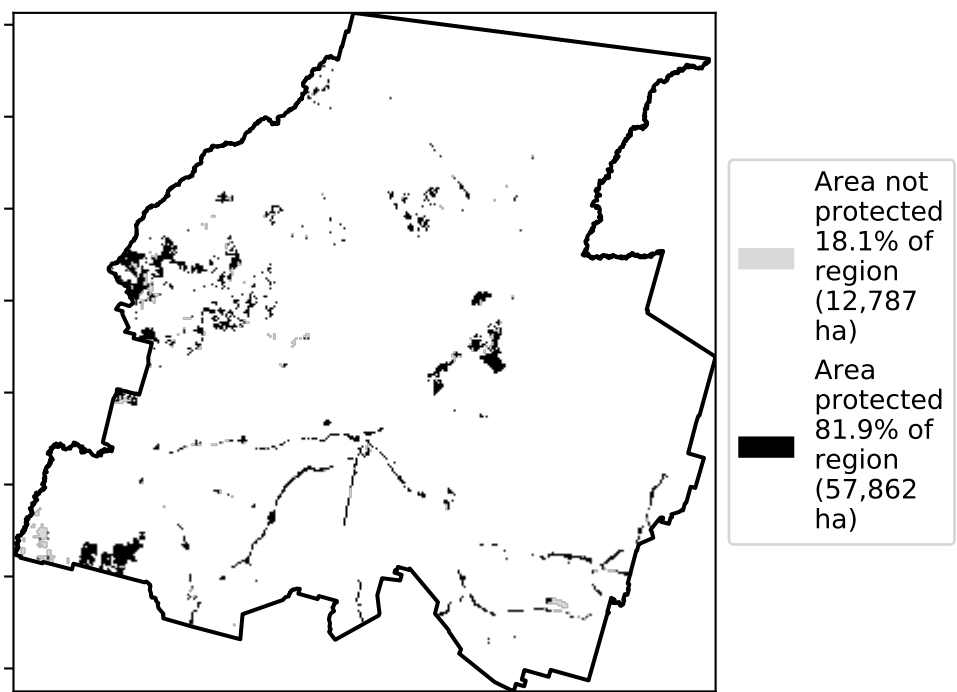 Area not
protected
18.1% of
region
(12,787
ha)
Area
protected
81.9% of
region
(57,862
ha)